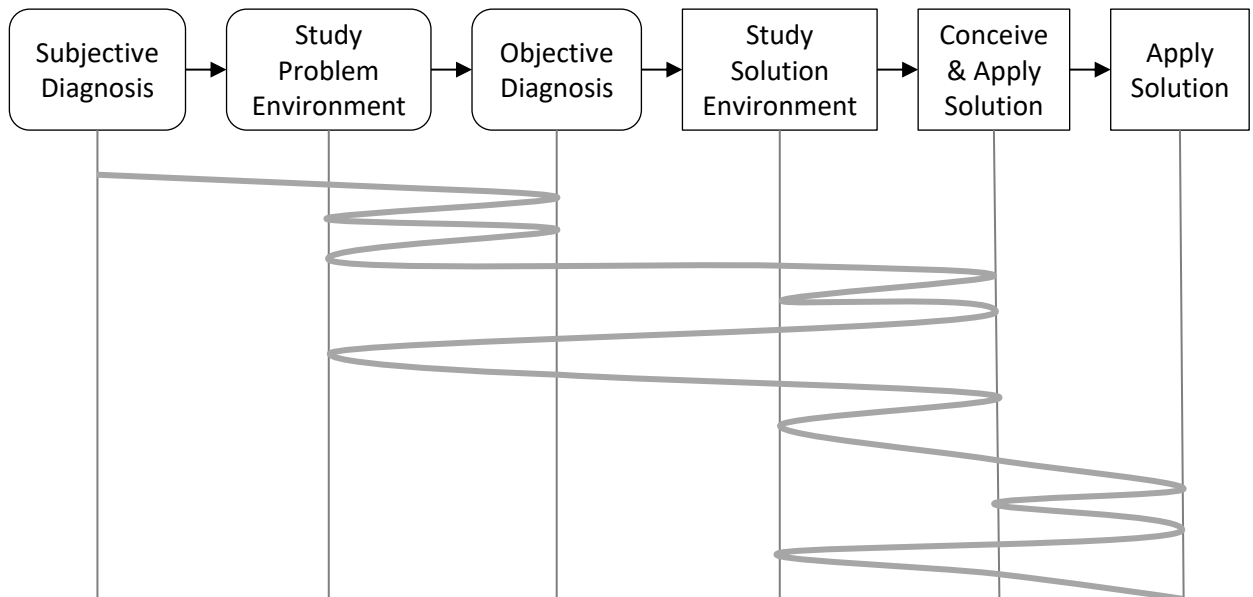 Subjective
Diagnosis
Study
Problem
Environment
Objective
Diagnosis
Study
Solution
Environment
Conceive
& Apply
Solution
Apply
Solution